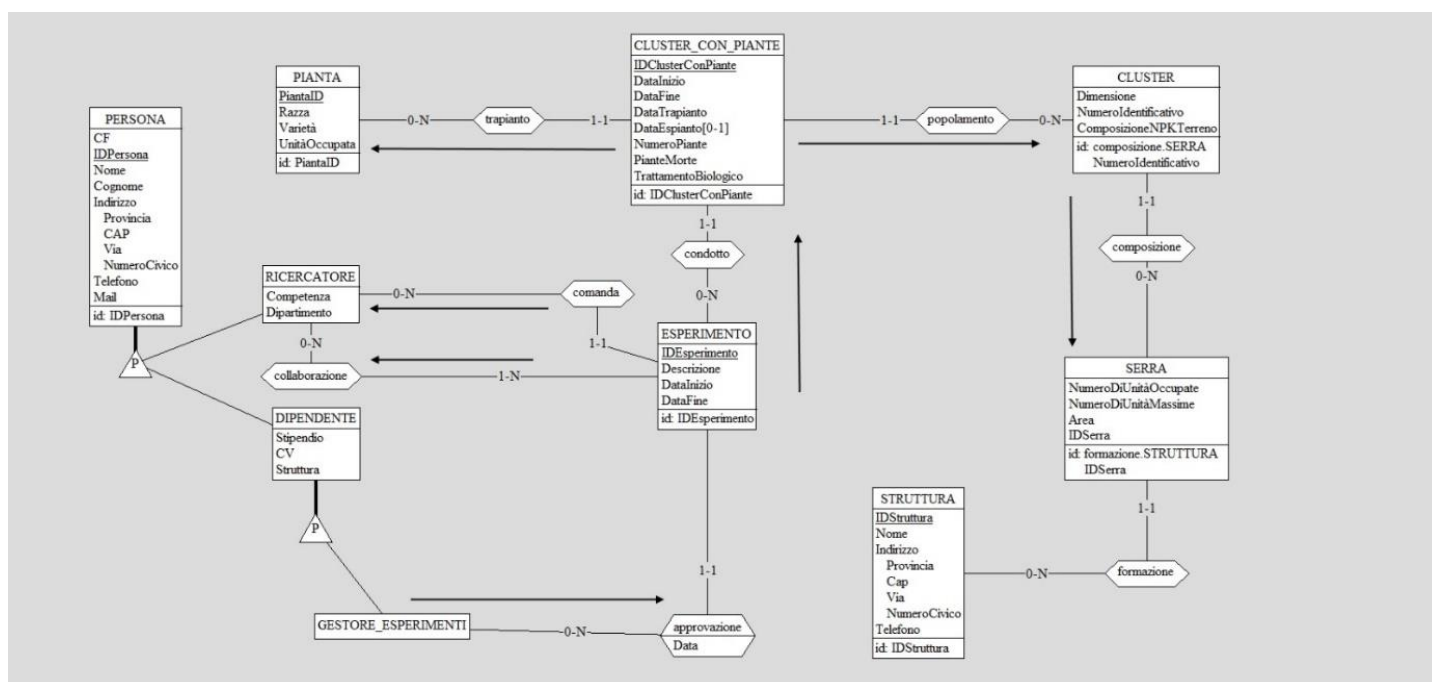 PERSONA
CF
IDPersona
Nome
Cognome
Indirizzo
Provincia
CAP
Via
NumeroCivico
Telefono
Mail
id: IDPersona
P
PIANTA
PiantaID
Razza
Varietà
UnitàOccupata
id: PiantaID
0-N
trapianto
1-1
CLUSTER_CON_PIANTE
IDClusterConPiante
DataInizio
DataFine
DataTrapianto
DataEspianto[0-1]
NumeroPiante
PianteMorte
TrattamentoBiologico
id: IDClusterConPiante
1-1
popolamento
0-N
CLUSTER
Dimensione
NumeroIdentificativo
ComposizioneNPKTerreno
id: composizione.SERRA
NumeroIdentificativo
1-1
composizione
0-N
1-1
condotto
0-N
RICERCATORE
Competenza
Dipartimento
0-N
comanda
1-1
0-N
collaborazione
1-N
ESPERIMENTO
IDEsperimento
Descrizione
DataInizio
DataFine
id: IDEsperimento
SERRA
NumeroDiUnitàOccupate
NumeroDiUnitàMassime
Area
IDSerra
id: formazione.STRUTTURA
IDSerra
DIPENDENTE
Stipendio
CV
Struttura
P
GESTORE_ESPERIMENTI
0-N
1-1
approvazione
Data
STRUTTURA
IDStruttura
Nome
Indirizzo
Provincia
Cap
Via
NumeroCivico
Telefono
id: IDStruttura
0-N
formazione
1-1